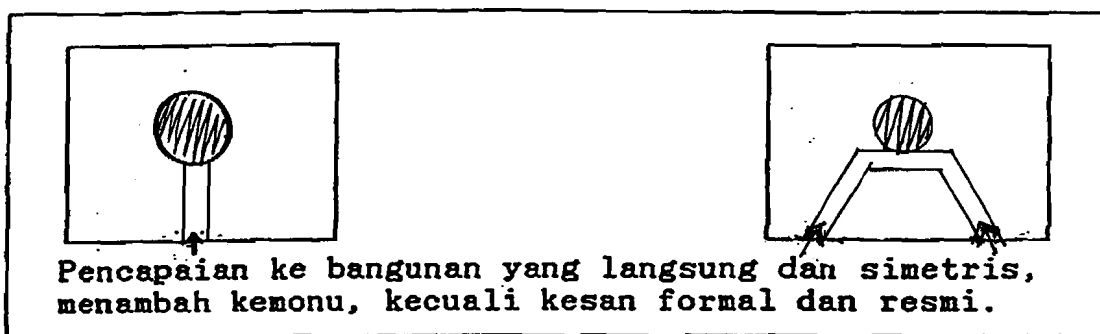 Pencapaian ke bangunan yang langsung dan simetris,
menambah kemonu, kecuali kesan formal dan resmi.